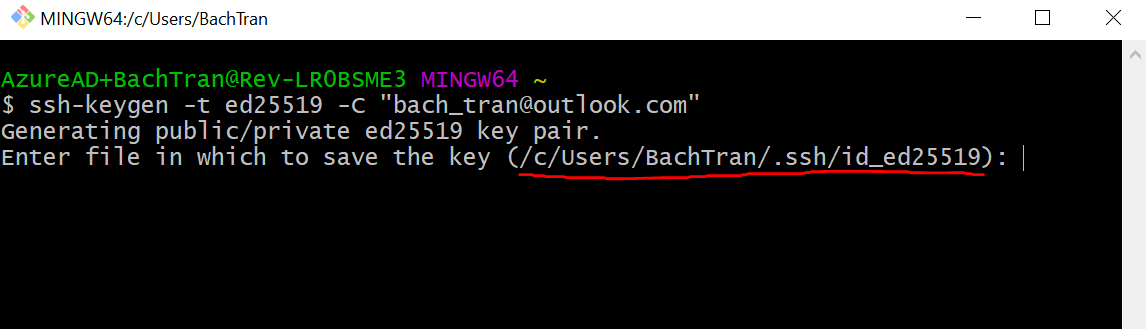 MINGW64:/c/Users/BachTran
AzureAD+BachTran@Rev-LR0BSME3 MINGW64 ~
$ ssh-keygen -t ed25519 -C "bach_tran@outlook.com"
Generating public/private ed25519 key pair.
Enter file in which to save the key (/c/Users/BachTran/.ssh/id_ed25519):